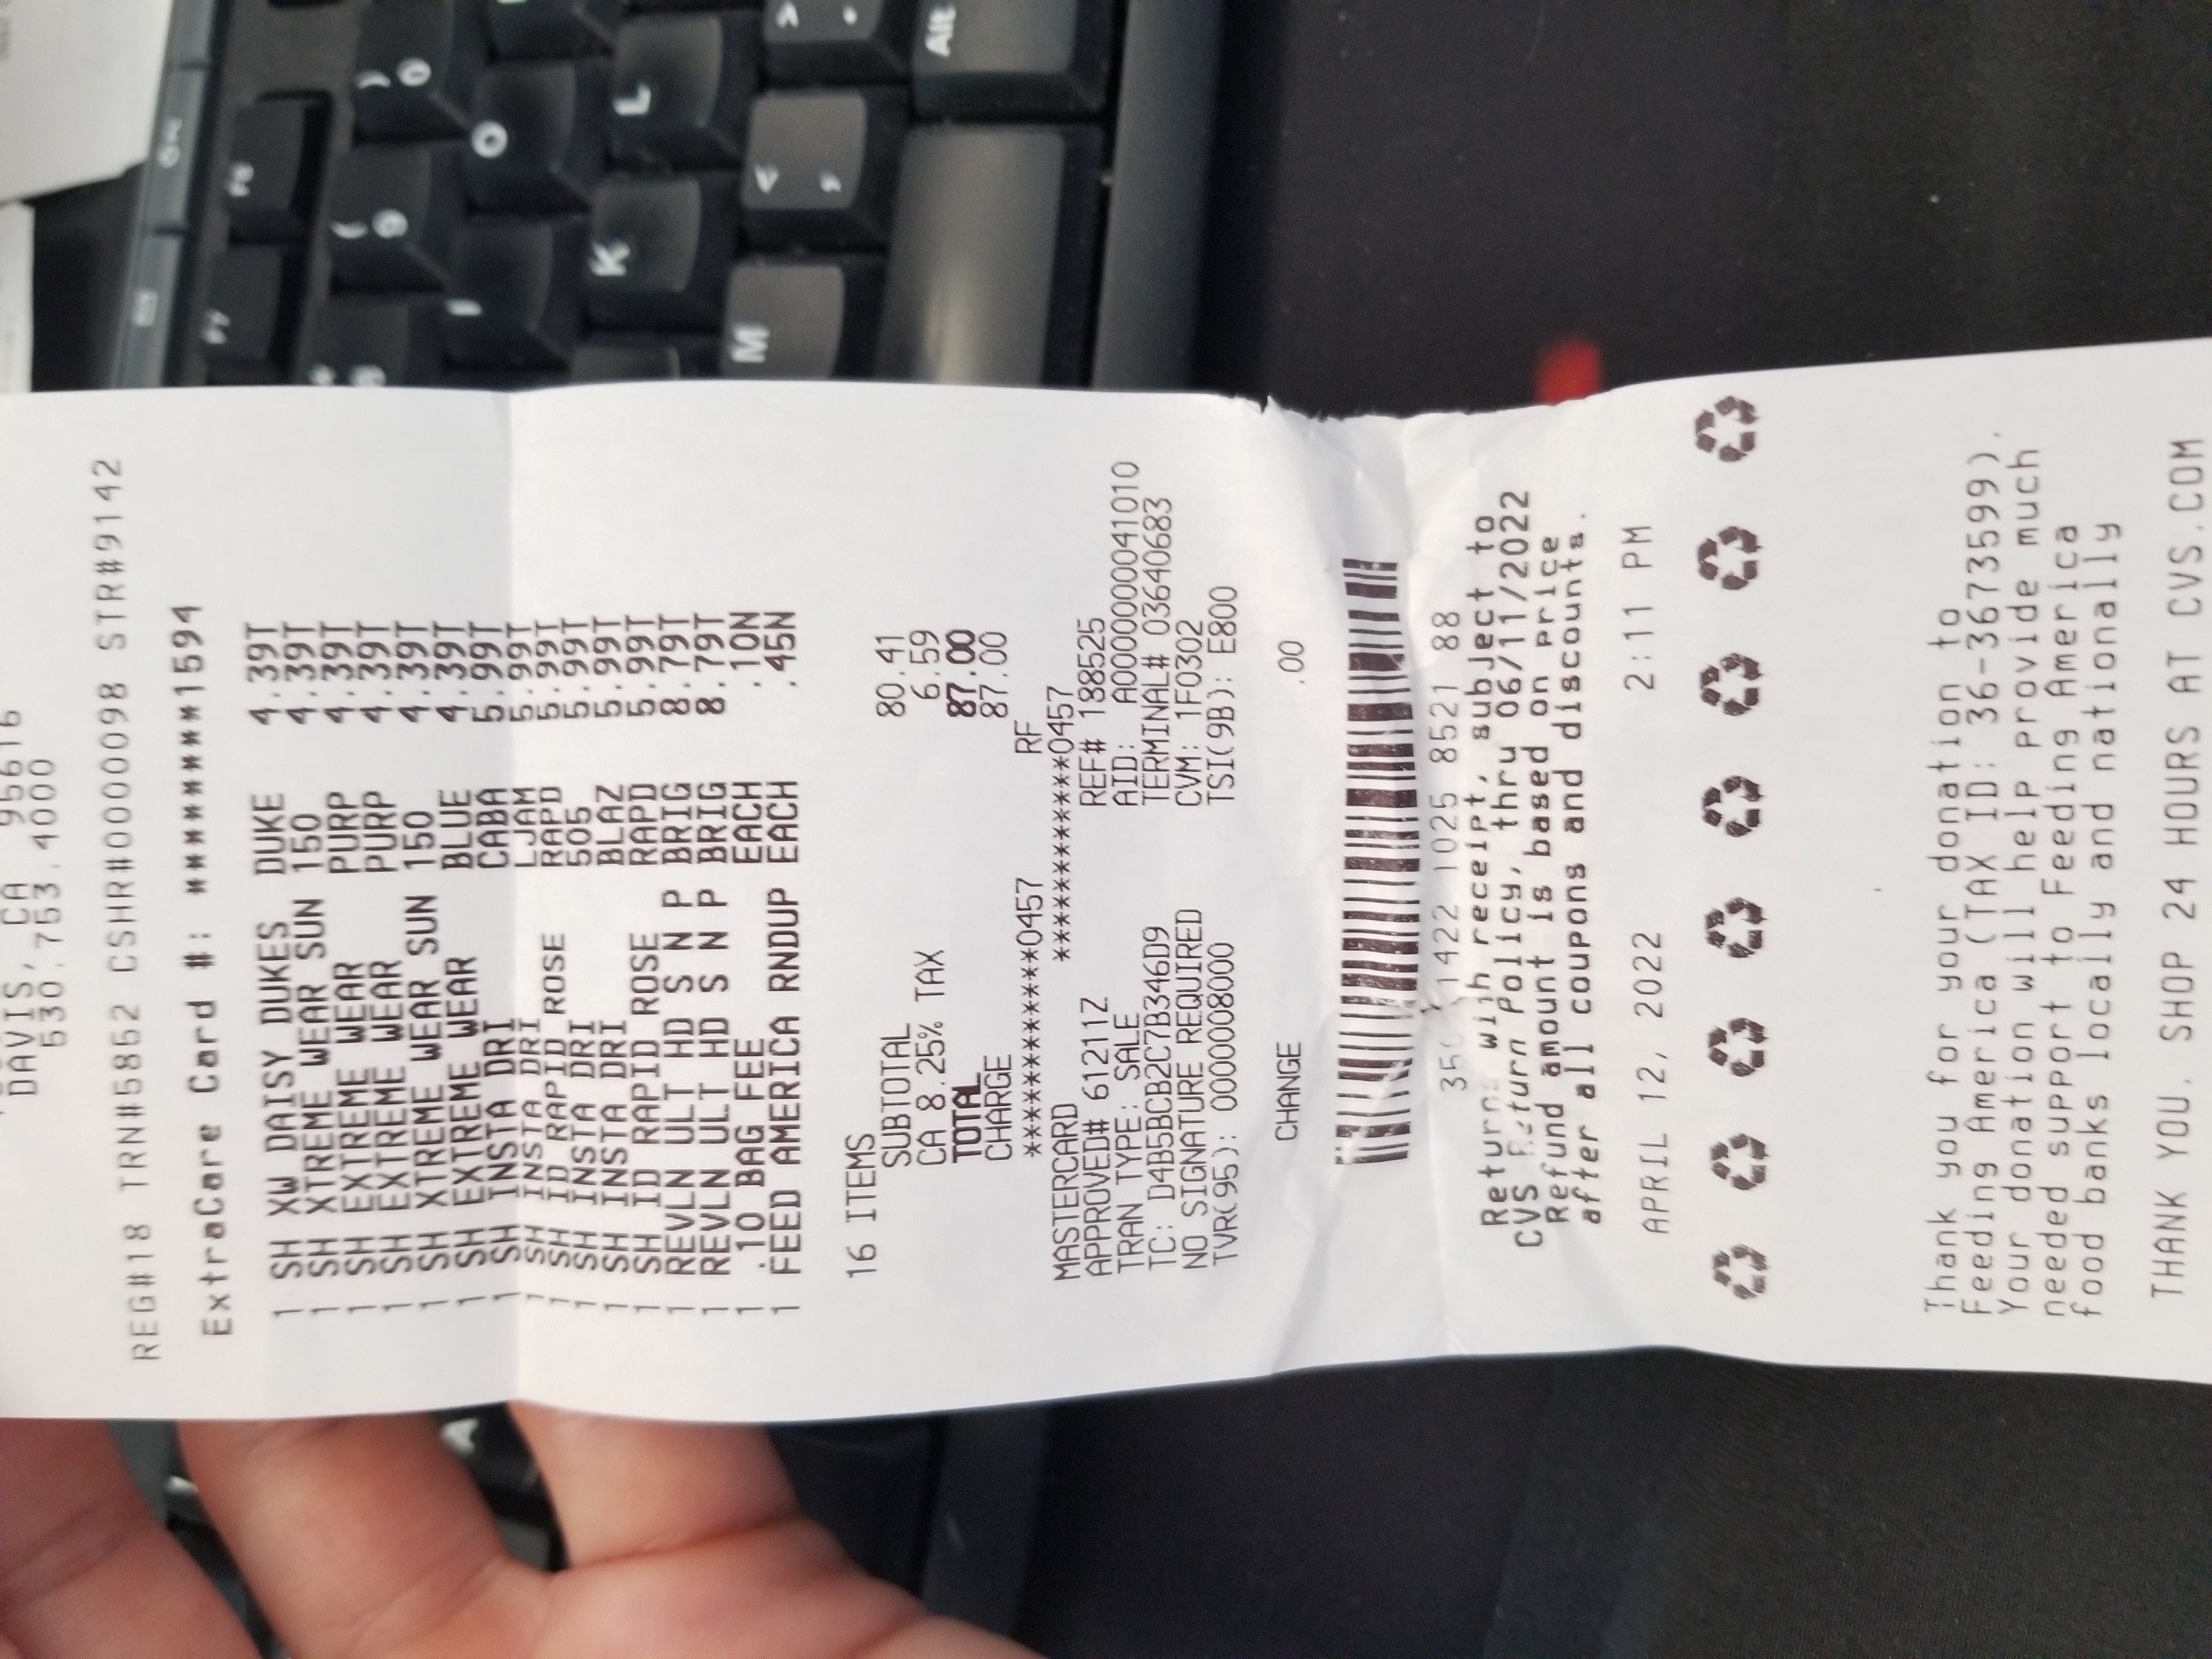 DAVIS, CA 95616
530.753.4000
REG#18 TRN#5852 CSHR#0000098 STR#9142
ExtraCare Card #: ********1594
1 SH XW DAISY DUKES DUKE 4.39T
1 SH XTREME WEAR SUN 150 4.39T
1 SH EXTREME WEAR PURP 4.39T
1 SH EXTREME WEAR PURP 4.39T
1 SH XTREME WEAR SUN 150 4.39T
1 SH EXTREME WEAR BLUE 4.39T
1 SH INSTA DRI CABA 5.99T
1 SH INSTA DRI LJAM 5.99T
1 SH ID RAPID ROSE RAPD 5.99T
1 SH INSTA DRI 505 5.99T
1 SH INSTA DRI BLAZ 5.99T
1 SH ID RAPID ROSE RAPD 5.99T
1 REVLN ULT HD S N P BRIG 8.79T
1 REVLN ULT HD S N P BRIG 8.79T
1 .10 BAG FEE EACH .10N
1 FEED AMERICA RNDUP EACH .45N
16 ITEMS
SUBTOTAL 80.41
CA 8.25% TAX 6.59
TOTAL 87.00
CHARGE 87.00
************0457 RF
MASTERCARD ************0457
APPROVED# 61211Z REF# 188525
TRAN TYPE: SALE AID: A0000000041010
TC: D4B5BCB2C7B346D9 TERMINAL# 03640683
NO SIGNATURE REQUIRED CVM: 1F0302
TVR(95): 0000008000 TSI(9B): E800
CHANGE .00
1422 1025 8521 88
Returns with receipt, subject to
CVS Return Policy, thru 06/11/2022
Refund amount is based on price
after all coupons and discounts.
APRIL 12, 2022 2:11 PM
Thank you for your donation to
Feeding America (TAX ID: 36-3673599).
Your donation will help provide much
needed support to Feeding America
food banks locally and nationally
THANK YOU. SHOP 24 HOURS AT CVS.COM
F7
F8
(
9
)
0
8
A
I
O
K
L
M
<
,
>
.
Alt